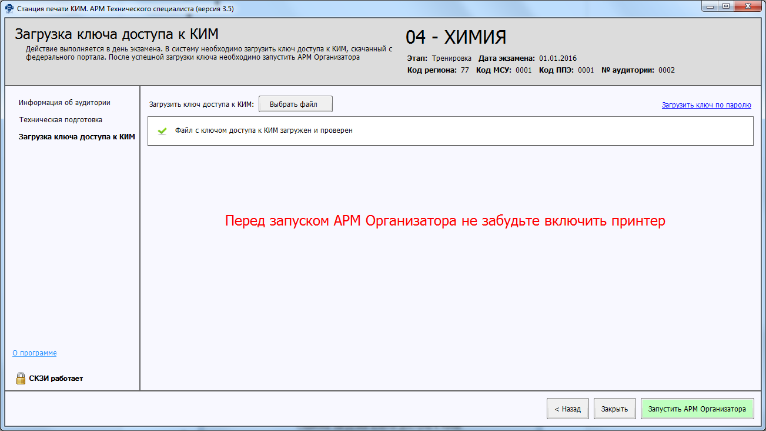 Станция печати КИМ. АРМ Технического специалиста (версия 3.5)
Загрузка ключа доступа к КИМ
Действие выполняется в день экзамена. В систему необходимо загрузить ключ доступа к КИМ, скачанный с
федерального портала. После успешной загрузки ключа необходимо запустить АРМ Организатора
04 - ХИМИЯ
Этап: Тренировка Дата экзамена: 01.01.2016
Код региона: 77 Код МСУ: 0001 Код ППЭ: 0001 № аудитории: 0002
Информация об аудитории
Техническая подготовка
Загрузка ключа доступа к КИМ
Загрузить ключ доступа к КИМ: Выбрать файл
Загрузить ключ по паролю
Файл с ключом доступа к КИМ загружен и проверен
Перед запуском АРМ Организатора не забудьте включить принтер
О программе
СКЗИ работает
< Назад
Закрыть
Запустить АРМ Организатора